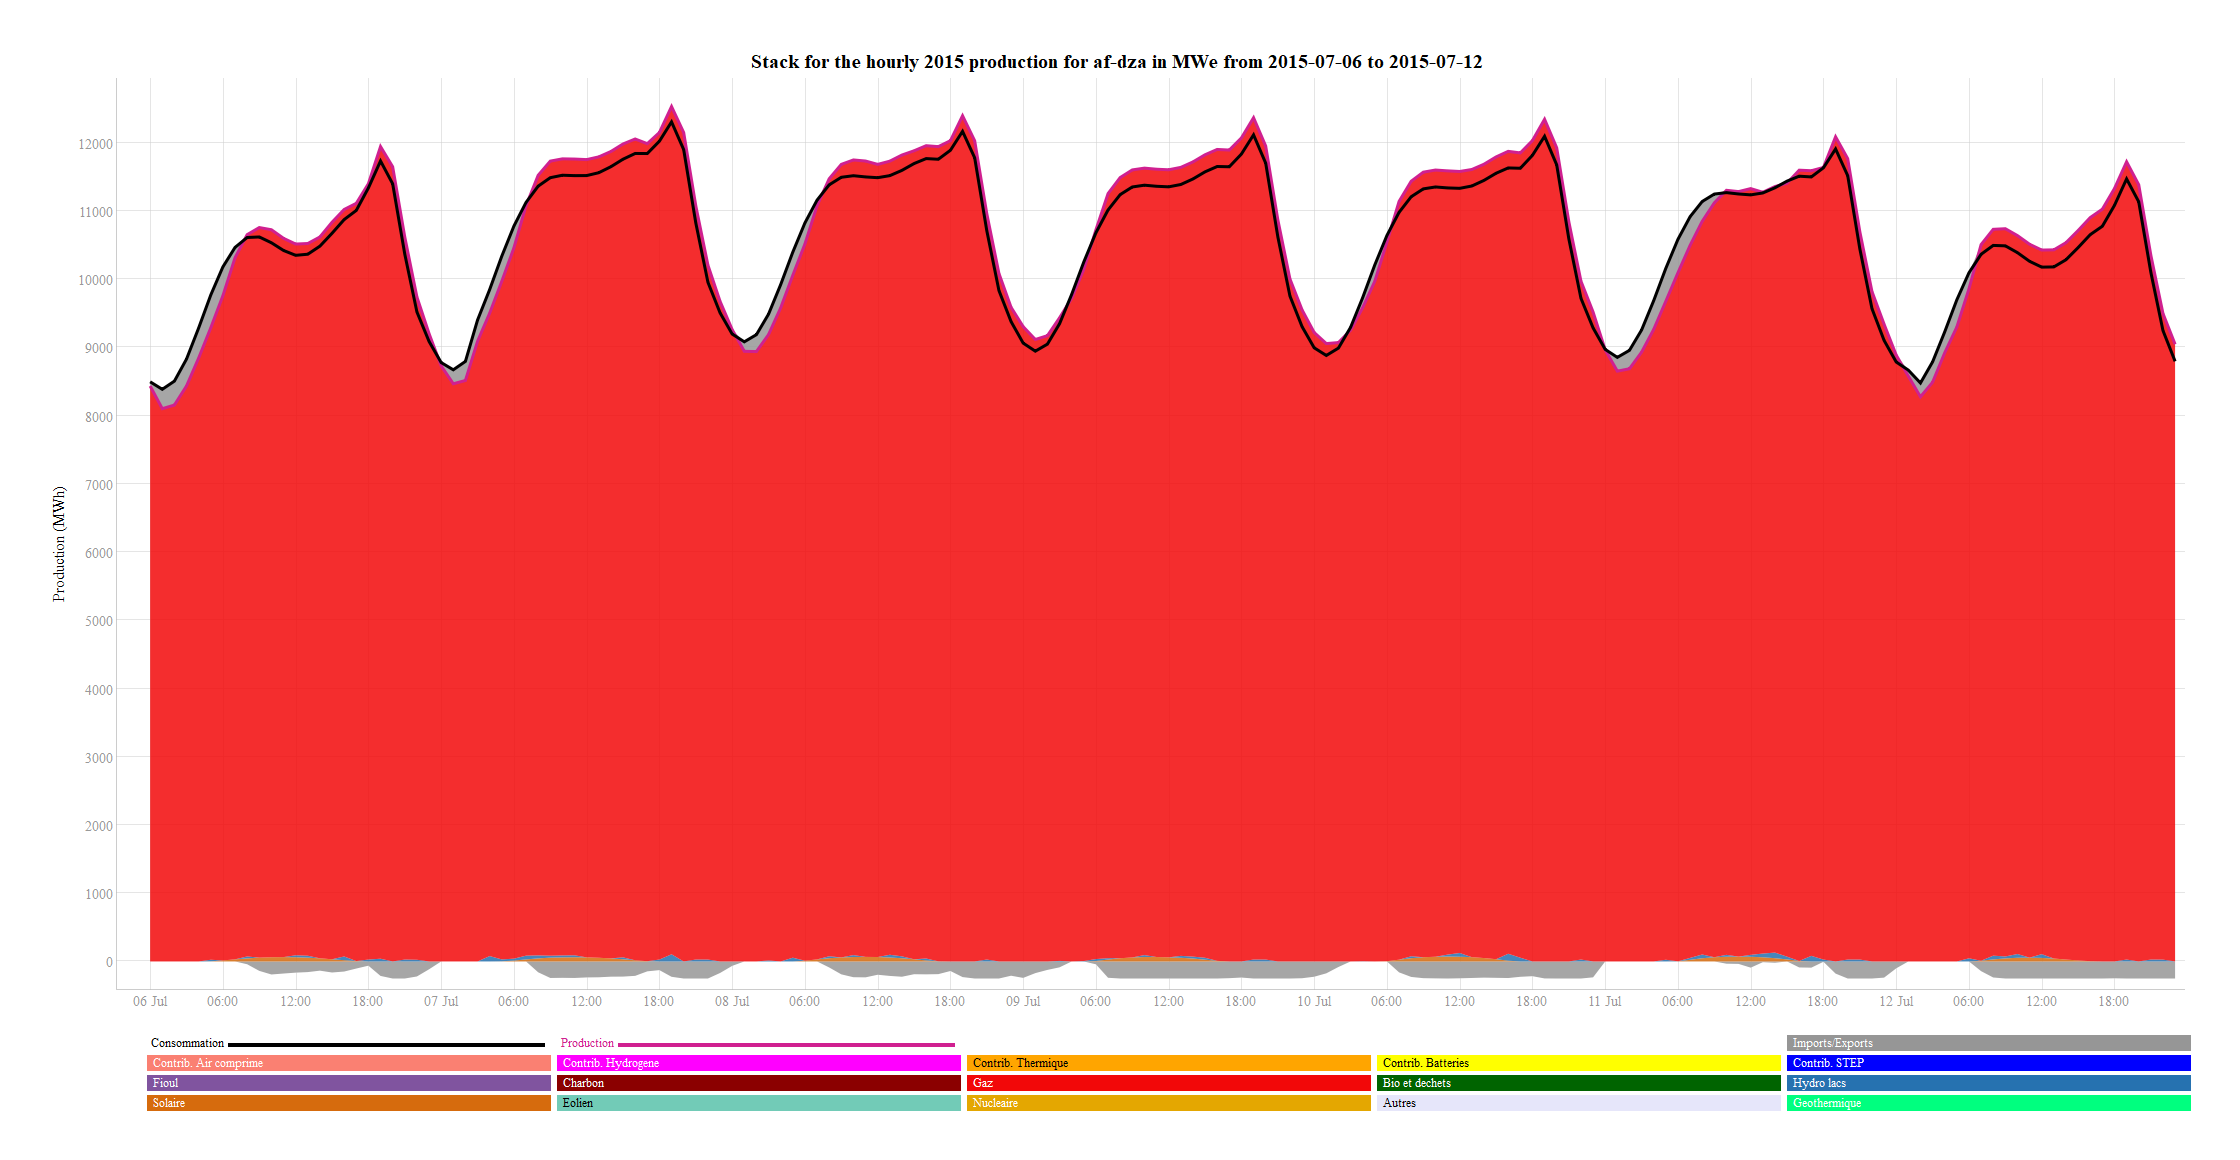 Stack for the hourly 2015 production for af-dza in MWe from 2015-07-06 to 2015-07-12
Production (MWh)
12000
11000
10000
9000
8000
7000
6000
5000
4000
3000
2000
1000
0
06 Jul 06:00 12:00 18:00 07 Jul 06:00 12:00 18:00 08 Jul 06:00 12:00 18:00 09 Jul 06:00 12:00 18:00 10 Jul 06:00 12:00 18:00 11 Jul 06:00 12:00 18:00 12 Jul 06:00 12:00 18:00
Consommation Production Imports/Exports
Contrib. Air comprime Contrib. Hydrogene Contrib. Thermique Contrib. Batteries Contrib. STEP
Fioul Charbon Gaz Bio et dechets Hydro lacs
Solaire Eolien Nucleaire Autres Geothermique